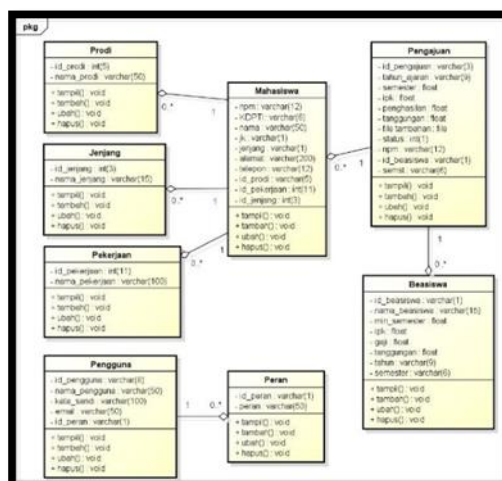 pkg
Prodi
- id_prodi : int(5)
- nama_prodi : varchar(50)
+ tampil() : void
+ tambah() : void
+ ubah() : void
+ hapus() : void
0..*
1
Jenjang
- id_jenjang : int(3)
- nama_jenjang : varchar(15)
+ tampil() : void
+ tambah() : void
+ ubah() : void
+ hapus() : void
0..*
1
Pekerjaan
- id_pekerjaan : int(11)
- nama_pekerjaan : varchar(100)
+ tampil() : void
+ tambah() : void
+ ubah() : void
+ hapus() : void
0..*
1
Mahasiswa
- npm : varchar(12)
- KDPTI : varchar(6)
- nama : varchar(50)
- jk : varchar(1)
- jenjang : varchar(1)
- alamat : varchar(200)
- telepon : varchar(12)
- id_prodi : varchar(5)
- id_pekerjaan : int(11)
- id_jenjang : int(3)
+ tampil() : void
+ tambah() : void
+ ubah() : void
+ hapus() : void
0..*
1
Pengajuan
- id_pengajuan : varchar(3)
- tahun_ajaran : varchar(9)
- semester : float
- ipk : float
- penghasilan : float
- tanggungan : float
- file tambahan : file
- status : int(1)
- npm : varchar(12)
- id_beasiswa : varchar(1)
- semst : varchar(6)
+ tampil() : void
+ tambah() : void
+ ubah() : void
+ hapus() : void
1
0..*
Beasiswa
- id_beasiswa : varchar(1)
- nama_beasiswa : varchar(15)
- min_semester : float
- ipk : float
- gaji : float
- tanggungan : float
- tahun : varchar(9)
- semester : varchar(6)
+ tampil() : void
+ tambah() : void
+ ubah() : void
+ hapus() : void
Pengguna
- id_pengguna : varchar(8)
- nama_pengguna : varchar(50)
- kata_sandi : varchar(100)
- email : varchar(50)
- id_peran : varchar(1)
+ tampil() : void
+ tambah() : void
+ ubah() : void
+ hapus() : void
1
0..*
Peran
- id_peran : varchar(1)
- peran : varchar(50)
+ tampil() : void
+ tambah() : void
+ ubah() : void
+ hapus() : void